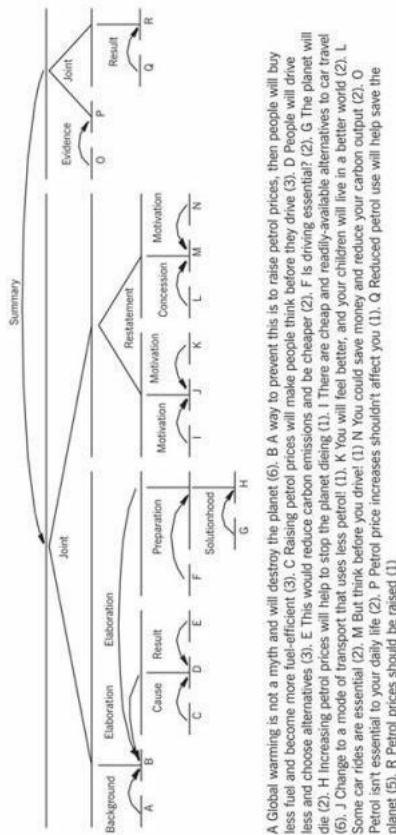 Summary
Joint
Joint
Elaboration
Elaboration
Restatement
Evidence
Result
Background
Cause
Result
Preparation
Motivation
Motivation
Concession
Motivation
A
B
C
D
E
F
Solutionhood
G
H
I
J
K
L
M
N
O
P
Q
R
A Global warming is not a myth and will destroy the planet (6). B A way to prevent this is to raise petrol prices, then people will buy
less fuel and become more fuel-efficient (3). C Raising petrol prices will make people think before they drive (3). D People will drive
less and choose alternatives (3). E This would reduce carbon emissions and be cheaper (2). F Is driving essential? (2). G The planet will
die (2). H Increasing petrol prices will help to stop the planet dieing (1). I There are cheap and readily-available alternatives to car travel
(6). J Change to a mode of transport that uses less petrol! (1). K You will feel better, and your children will live in a better world (2). L
Some car rides are essential (2). M But think before you drive! (1) N You could save money and reduce your carbon output (2). O
Petrol isn't essential to your daily life (2). P Petrol price increases shouldn't affect you (1). Q Reduced petrol use will help save the
planet (5). R Petrol prices should be raised (1)